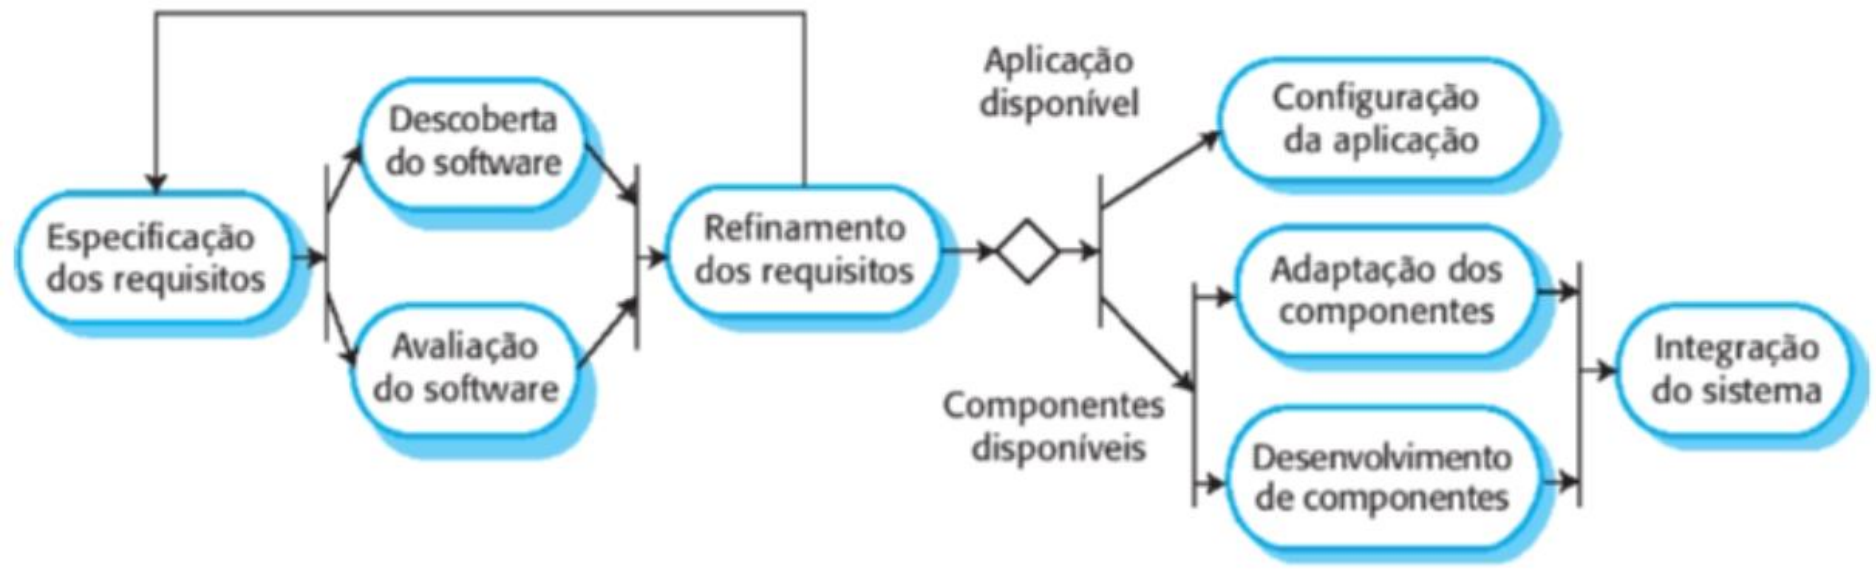 Especificação
dos requisitos
Descoberta
do software
Avaliação
do software
Refinamento
dos requisitos
Aplicação
disponível
Componentes
disponíveis
Configuração
da aplicação
Adaptação dos
componentes
Desenvolvimento
de componentes
Integração
do sistema